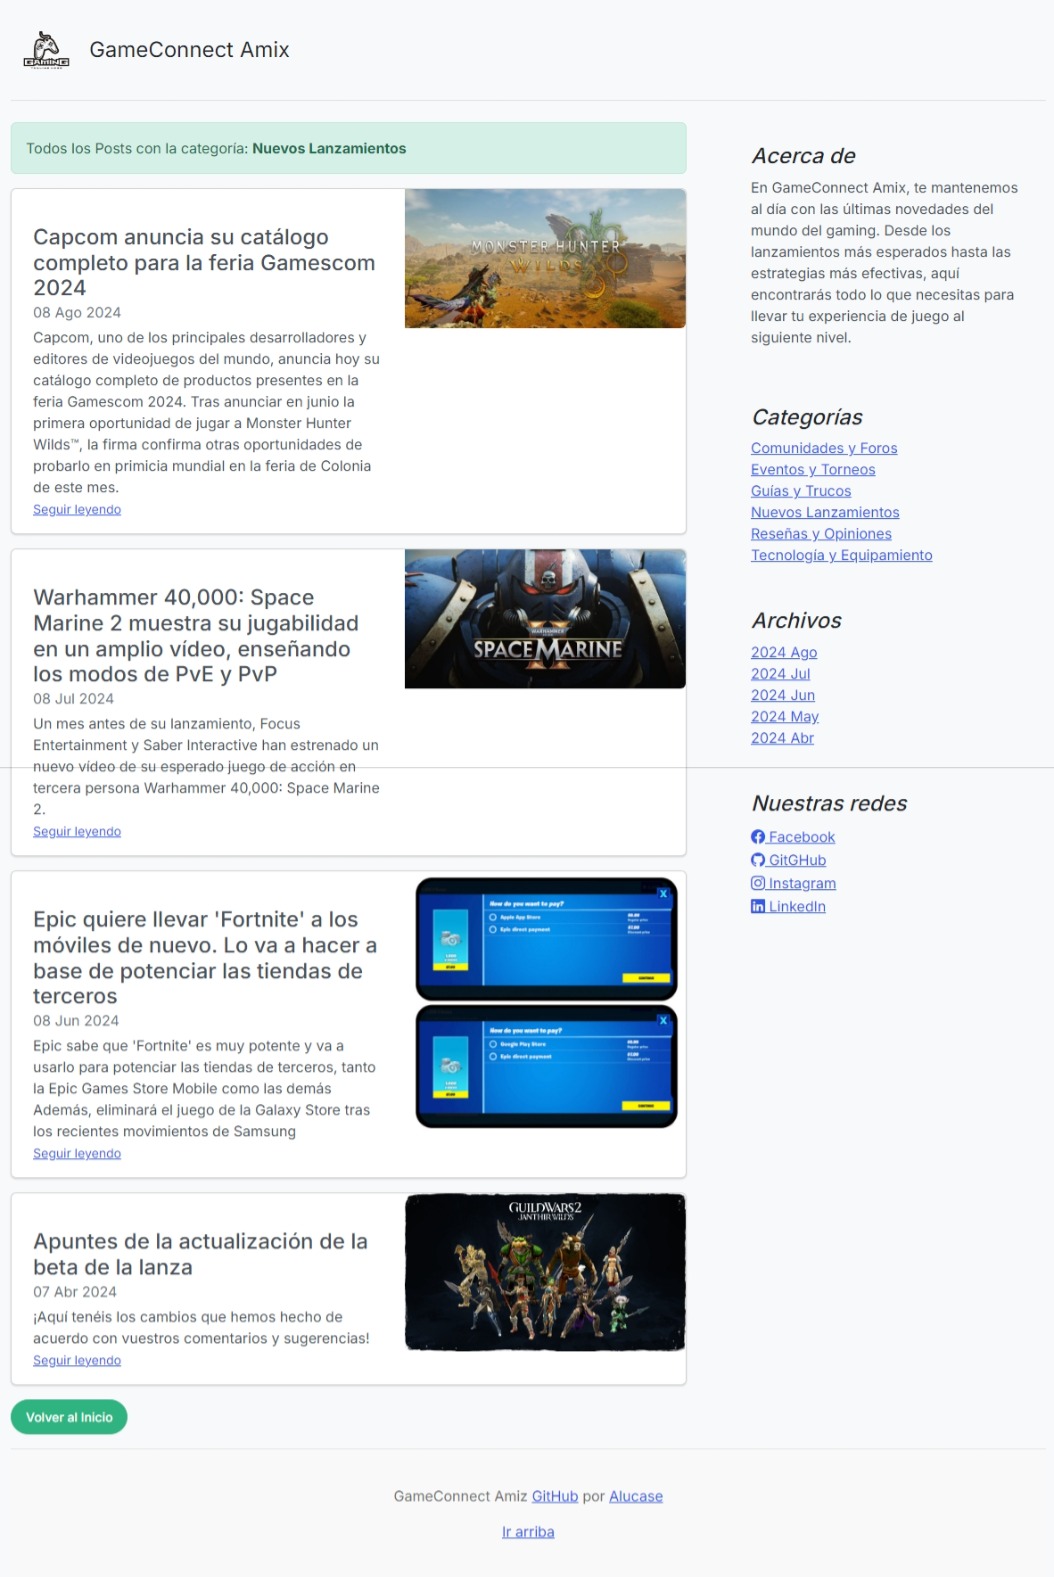 GAMING
GameConnect Amix
Todos los Posts con la categoría: Nuevos Lanzamientos
Capcom anuncia su catálogo
completo para la feria Gamescom
2024
08 Ago 2024
Capcom, uno de los principales desarrolladores y
editores de videojuegos del mundo, anuncia hoy su
catálogo completo de productos presentes en la
feria Gamescom 2024. Tras anunciar en junio la
primera oportunidad de jugar a Monster Hunter
Wilds™, la firma confirma otras oportunidades de
probarlo en primicia mundial en la feria de Colonia
de este mes.
Seguir leyendo
MONSTER HUNTER
WILDS
Warhammer 40,000: Space
Marine 2 muestra su jugabilidad
en un amplio vídeo, enseñando
los modos de PvE y PvP
08 Jul 2024
Un mes antes de su lanzamiento, Focus
Entertainment y Saber Interactive han estrenado un
nuevo vídeo de su esperado juego de acción en
tercera persona Warhammer 40,000: Space Marine
2.
Seguir leyendo
WARHAMMER
SPACE MARINE
Epic quiere llevar 'Fortnite' a los
móviles de nuevo. Lo va a hacer a
base de potenciar las tiendas de
terceros
08 Jun 2024
Epic sabe que 'Fortnite' es muy potente y va a
usarlo para potenciar las tiendas de terceros, tanto
la Epic Games Store Mobile como las demás
Además, eliminará el juego de la Galaxy Store tras
los recientes movimientos de Samsung
Seguir leyendo
How do you want to pay?
X
Apple App Store
Epic direct payment
CONTINUE
How do you want to pay?
X
Google Play Store
Epic direct payment
CONTINUE
Apuntes de la actualización de la
beta de la lanza
07 Abr 2024
¡Aquí tenéis los cambios que hemos hecho de
acuerdo con vuestros comentarios y sugerencias!
Seguir leyendo
GUILD WARS 2
JANTHIR WILDS
Volver al Inicio
Acerca de
En GameConnect Amix, te mantenemos
al día con las últimas novedades del
mundo del gaming. Desde los
lanzamientos más esperados hasta las
estrategias más efectivas, aquí
encontrarás todo lo que necesitas para
llevar tu experiencia de juego al
siguiente nivel.
Categorías
Comunidades y Foros
Eventos y Torneos
Guías y Trucos
Nuevos Lanzamientos
Reseñas y Opiniones
Tecnología y Equipamiento
Archivos
2024 Ago
2024 Jul
2024 Jun
2024 May
2024 Abr
Nuestras redes
Facebook
GitGHub
Instagram
LinkedIn
GameConnect Amiz GitHub por Alucase
Ir arriba